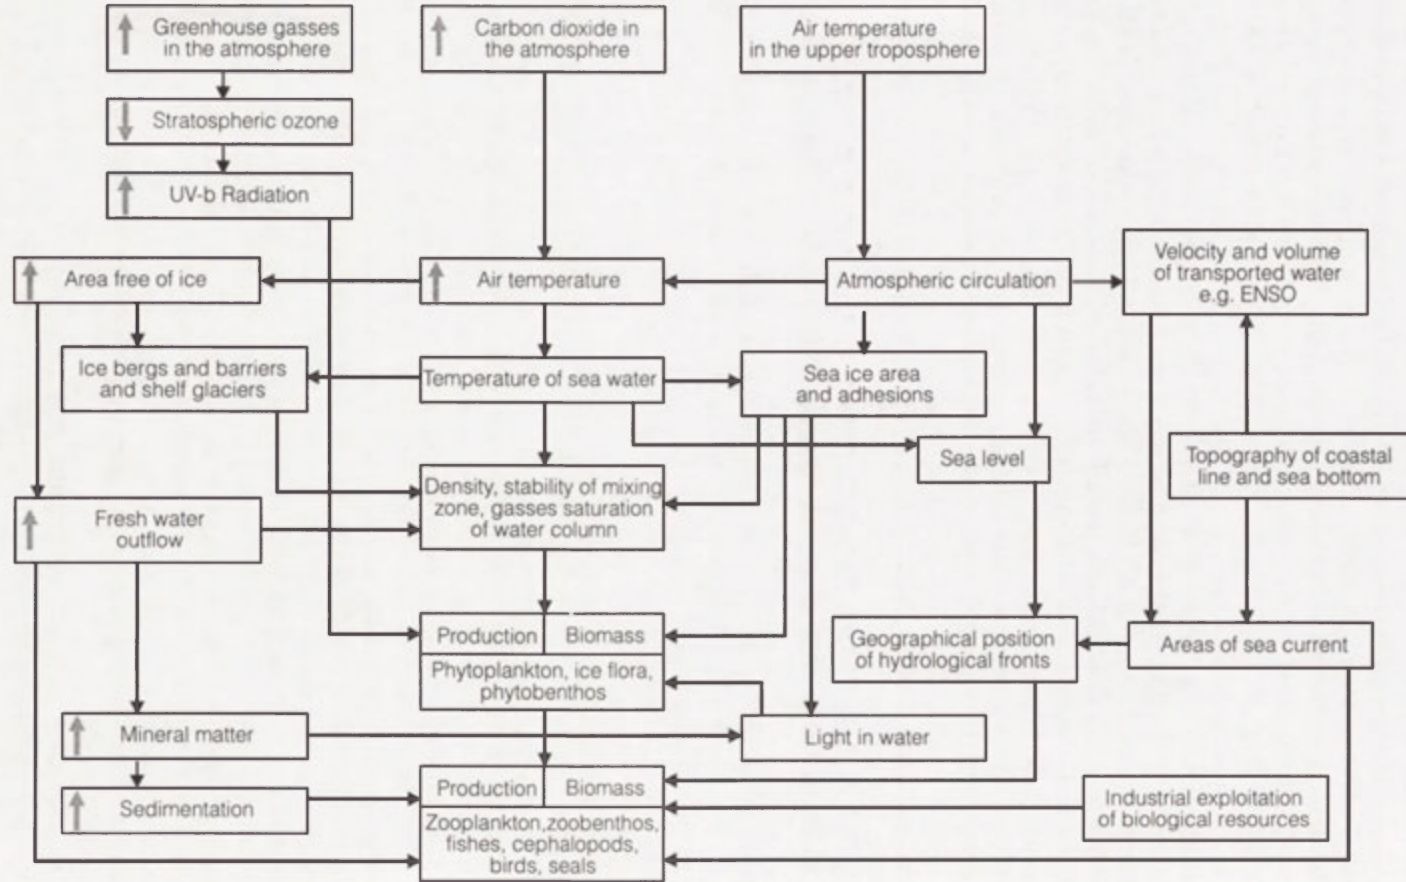 Greenhouse gasses
in the atmosphere
Carbon dioxide in
the atmosphere
Air temperature
in the upper troposphere
Stratospheric ozone
UV-b Radiation
Area free of ice
Air temperature
Atmospheric circulation
Velocity and volume
of transported water
e.g. ENSO
Ice bergs and barriers
and shelf glaciers
Temperature of sea water
Sea ice area
and adhesions
Sea level
Topography of coastal
line and sea bottom
Density, stability of mixing
zone, gasses saturation
of water column
Fresh water
outflow
Production Biomass
Phytoplankton, ice flora,
phytobenthos
Geographical position
of hydrological fronts
Areas of sea current
Mineral matter
Light in water
Sedimentation
Production Biomass
Zooplankton,zoobenthos,
fishes, cephalopods,
birds, seals
Industrial exploitation
of biological resources